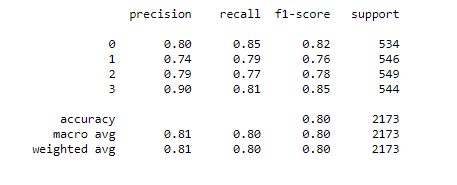 precision recall f1-score support
0 0.80 0.85 0.82 534
1 0.74 0.79 0.76 546
2 0.79 0.77 0.78 549
3 0.90 0.81 0.85 544
accuracy 0.80 2173
macro avg 0.81 0.80 0.80 2173
weighted avg 0.81 0.80 0.80 2173